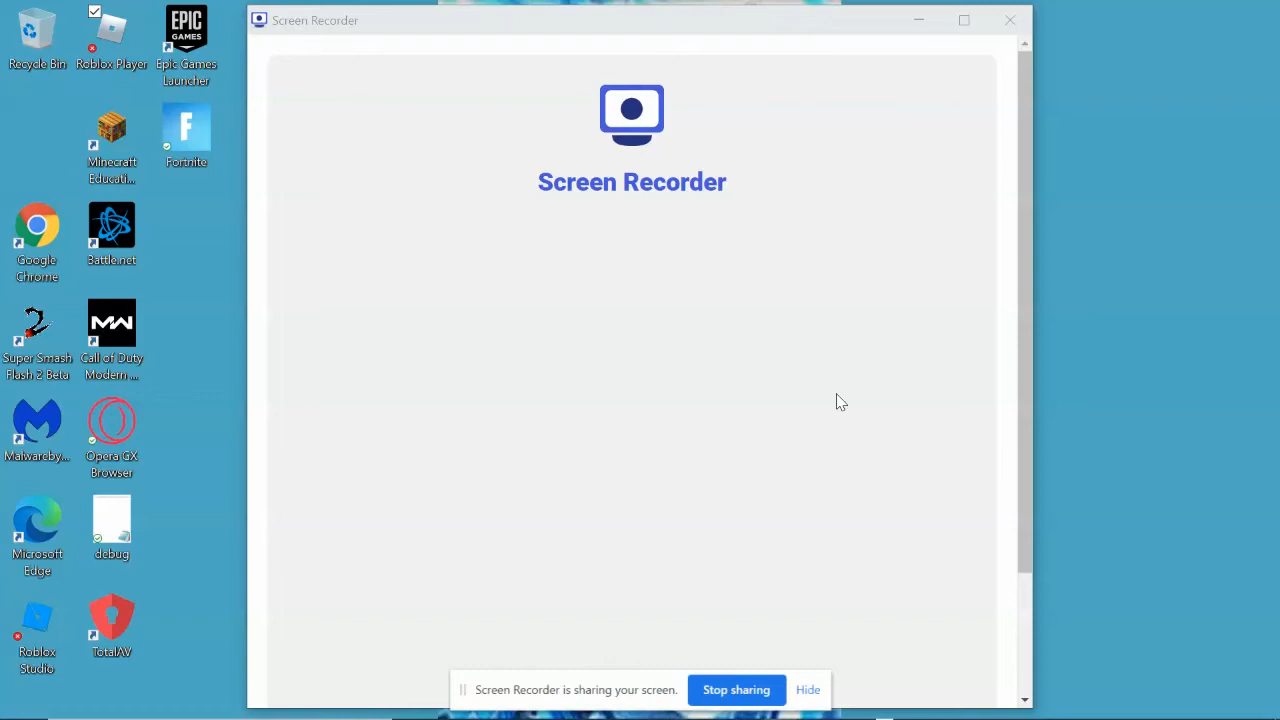 Screen Recorder
Recycle Bin
Roblox Player
EPIC
GAMES
Epic Games
Launcher
Screen Recorder
Minecraft
Educati...
F
Fortnite
Google
Chrome
Battle.net
2
Super Smash
Flash 2 Beta
MW
Call of Duty
Modern ...
Malwareby...
Opera GX
Browser
Microsoft
Edge
debug
Roblox
Studio
TotalAV
Screen Recorder is sharing your screen.
Stop sharing
Hide